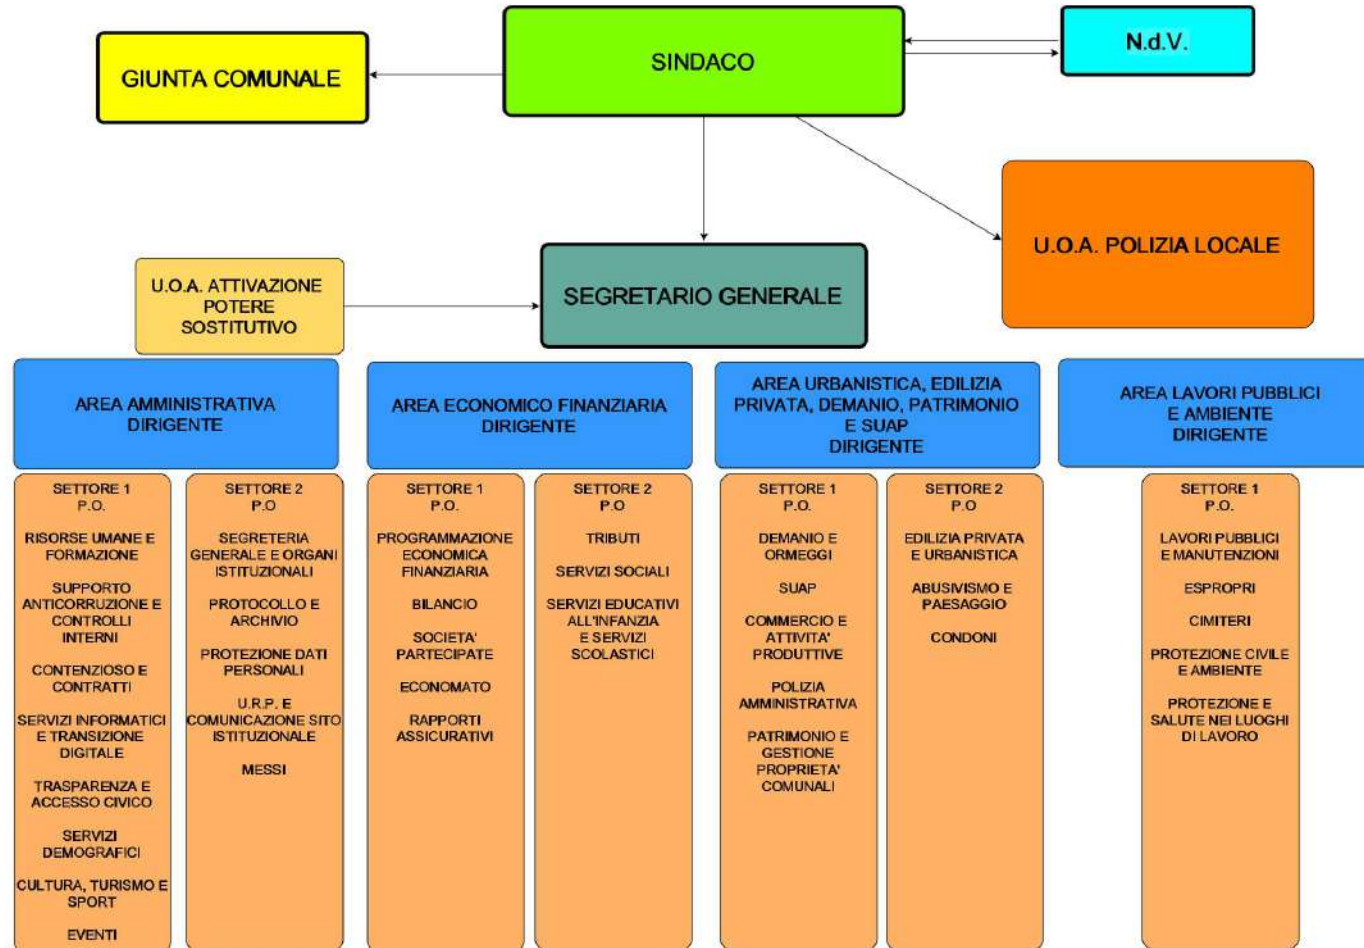 GIUNTA COMUNALE
SINDACO
N.d.V.
U.O.A. POLIZIA LOCALE
U.O.A. ATTIVAZIONE
POTERE
SOSTITUTIVO
SEGRETARIO GENERALE
AREA AMMINISTRATIVA
DIRIGENTE
AREA ECONOMICO FINANZIARIA
DIRIGENTE
AREA URBANISTICA, EDILIZIA
PRIVATA, DEMANIO, PATRIMONIO
E SUAP
DIRIGENTE
AREA LAVORI PUBBLICI
E AMBIENTE
DIRIGENTE
SETTORE 1
P.O.
RISORSE UMANE E
FORMAZIONE
SUPPORTO
ANTICORRUZIONE E
CONTROLLI
INTERNI
CONTENZIOSO E
CONTRATTI
SERVIZI INFORMATICI
E TRANSIZIONE
DIGITALE
TRASPARENZA E
ACCESSO CIVICO
SERVIZI
DEMOGRAFICI
CULTURA, TURISMO E
SPORT
EVENTI
SETTORE 2
P.O
SEGRETERIA
GENERALE E ORGANI
ISTITUZIONALI
PROTOCOLLO E
ARCHIVIO
PROTEZIONE DATI
PERSONALI
U.R.P. E
COMUNICAZIONE SITO
ISTITUZIONALE
MESSI
SETTORE 1
P.O.
PROGRAMMAZIONE
ECONOMICA
FINANZIARIA
BILANCIO
SOCIETA'
PARTECIPATE
ECONOMATO
RAPPORTI
ASSICURATIVI
SETTORE 2
P.O
TRIBUTI
SERVIZI SOCIALI
SERVIZI EDUCATIVI
ALL'INFANZIA
E SERVIZI
SCOLASTICI
SETTORE 1
P.O.
DEMANIO E
ORMEGGI
SUAP
COMMERCIO E
ATTIVITA'
PRODUTTIVE
POLIZIA
AMMINISTRATIVA
PATRIMONIO E
GESTIONE
PROPRIETA'
COMUNALI
SETTORE 2
P.O
EDILIZIA PRIVATA
E URBANISTICA
ABUSIVISMO E
PAESAGGIO
CONDONI
SETTORE 1
P.O.
LAVORI PUBBLICI
E MANUTENZIONI
ESPROPRI
CIMITERI
PROTEZIONE CIVILE
E AMBIENTE
PROTEZIONE E
SALUTE NEI LUOGHI
DI LAVORO